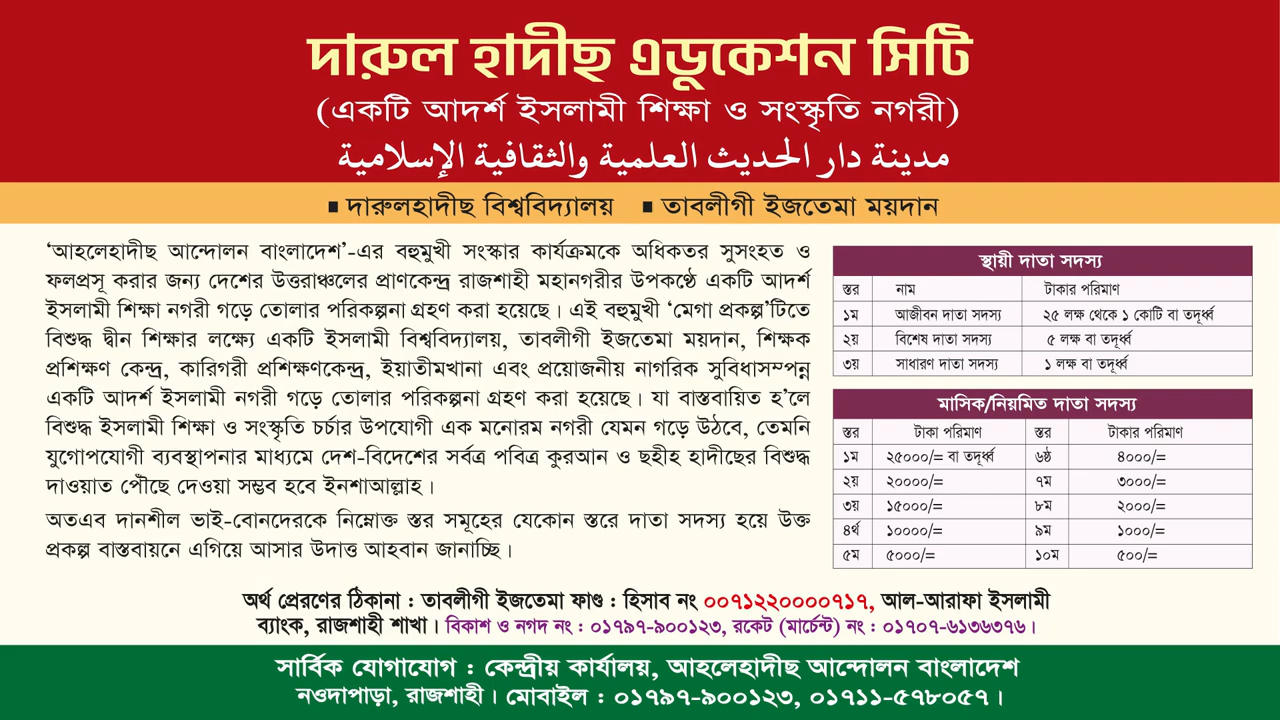 দারুল হাদীছ এডুকেশন সিটি
(একটি আদর্শ ইসলামী শিক্ষা ও সংস্কৃতি নগরী)
مدينة دار الحديث العلمية والثقافية الإسلامية
▪ দারুলহাদীছ বিশ্ববিদ্যালয় ▪ তাবলীগী ইজতেমা ময়দান
‘আহলেহাদীছ আন্দোলন বাংলাদেশ’-এর বহুমুখী সংস্কার কার্যক্রমকে অধিকতর সুসংহত ও
ফলপ্রসূ করার জন্য দেশের উত্তরাঞ্চলের প্রাণকেন্দ্র রাজশাহী মহানগরীর উপকণ্ঠে একটি আদর্শ
ইসলামী শিক্ষা নগরী গড়ে তোলার পরিকল্পনা গ্রহণ করা হয়েছে। এই বহুমুখী ‘মেগা প্রকল্প’টিতে
বিশুদ্ধ দ্বীন শিক্ষার লক্ষ্যে একটি ইসলামী বিশ্ববিদ্যালয়, তাবলীগী ইজতেমা ময়দান, শিক্ষক
প্রশিক্ষণ কেন্দ্র, কারিগরী প্রশিক্ষণকেন্দ্র, ইয়াতীমখানা এবং প্রয়োজনীয় নাগরিক সুবিধাসম্পন্ন
একটি আদর্শ ইসলামী নগরী গড়ে তোলার পরিকল্পনা গ্রহণ করা হয়েছে। যা বাস্তবায়িত হ’লে
বিশুদ্ধ ইসলামী শিক্ষা ও সংস্কৃতি চর্চার উপযোগী এক মনোরম নগরী যেমন গড়ে উঠবে, তেমনি
যুগোপযোগী ব্যবস্থাপনার মাধ্যমে দেশ-বিদেশের সর্বত্র পবিত্র কুরআন ও ছহীহ হাদীছের বিশুদ্ধ
দাওয়াত পৌঁছে দেওয়া সম্ভব হবে ইনশাআল্লাহ।
অতএব দানশীল ভাই-বোনদেরকে নিম্নোক্ত স্তর সমূহের যেকোন স্তরে দাতা সদস্য হয়ে উক্ত
প্রকল্প বাস্তবায়নে এগিয়ে আসার উদাত্ত আহবান জানাচ্ছি।
স্থায়ী দাতা সদস্য
স্তর নাম টাকার পরিমাণ
১ম আজীবন দাতা সদস্য ২৫ লক্ষ থেকে ১ কোটি বা তদূর্ধ্ব
২য় বিশেষ দাতা সদস্য ৫ লক্ষ বা তদূর্ধ্ব
৩য় সাধারণ দাতা সদস্য ১ লক্ষ বা তদূর্ধ্ব
মাসিক/নিয়মিত দাতা সদস্য
স্তর টাকা পরিমাণ স্তর টাকার পরিমাণ
১ম ২৫০০০/= বা তদূর্ধ্ব ৬ষ্ঠ ৪০০০/=
২য় ২০০০০/= ৭ম ৩০০০/=
৩য় ১৫০০০/= ৮ম ২০০০/=
৪র্থ ১০০০০/= ৯ম ১০০০/=
৫ম ৫০০০/= ১০ম ৫০০/=
অর্থ প্রেরণের ঠিকানা : তাবলীগী ইজতেমা ফাণ্ড : হিসাব নং ০০৭১২২০০০০৭১৭, আল-আরাফা ইসলামী
ব্যাংক, রাজশাহী শাখা। বিকাশ ও নগদ নং : ০১৭৯৭-৯০০১২৩, রকেট (মার্চেন্ট) নং : ০১৭০৭-৬১৩৬৩৭৬।
সার্বিক যোগাযোগ : কেন্দ্রীয় কার্যালয়, আহলেহাদীছ আন্দোলন বাংলাদেশ
নওদাপাড়া, রাজশাহী। মোবাইল : ০১৭৯৭-৯০০১২৩, ০১৭১১-৫৭৮০৫৭।